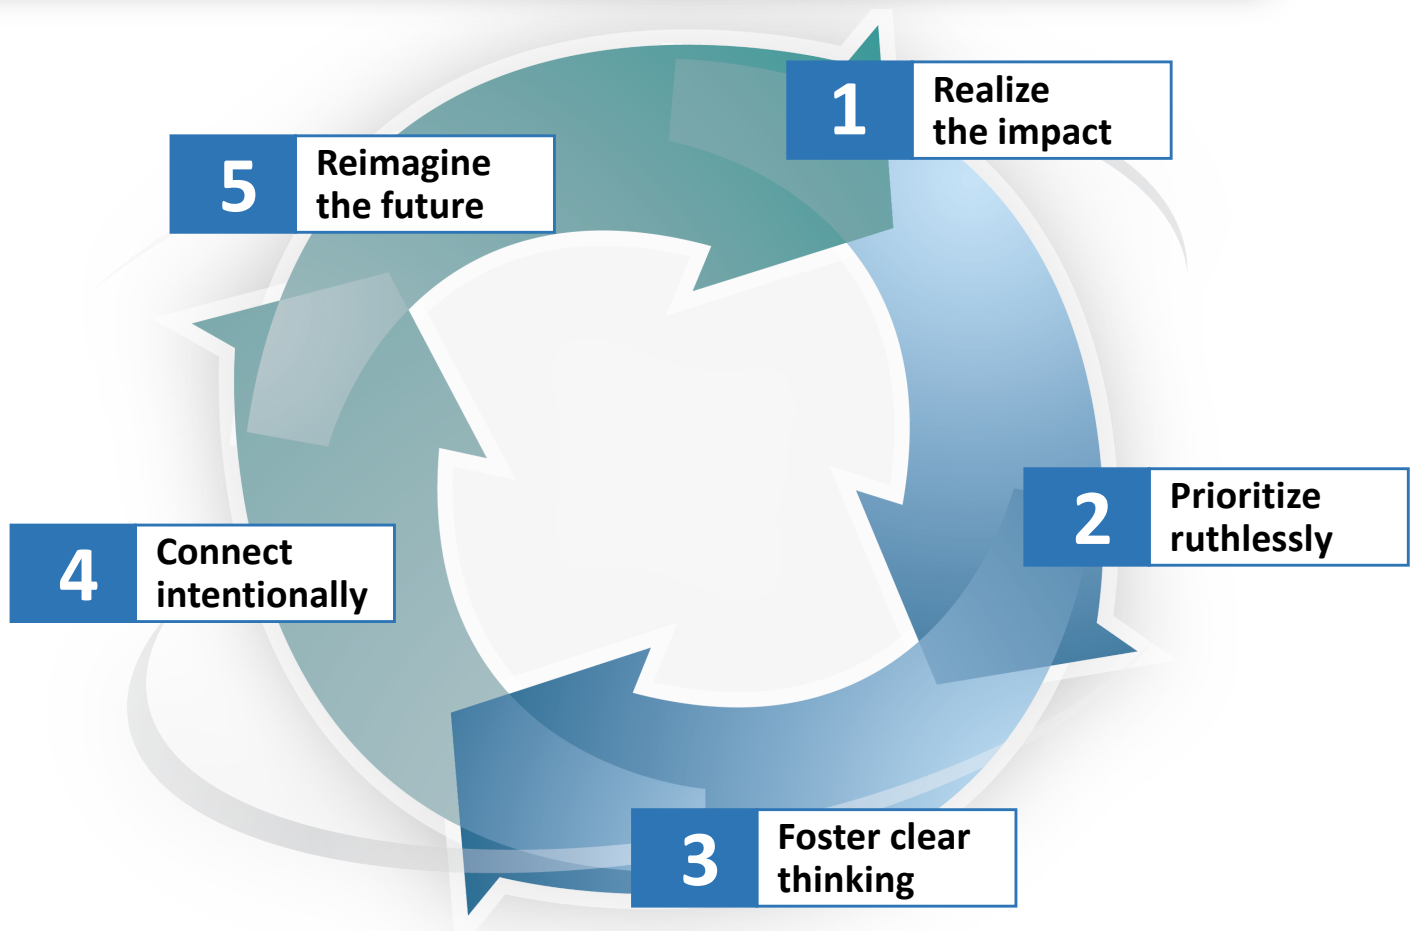 1
Realize
the impact
2
Prioritize
ruthlessly
3
Foster clear
thinking
4
Connect
intentionally
5
Reimagine
the future